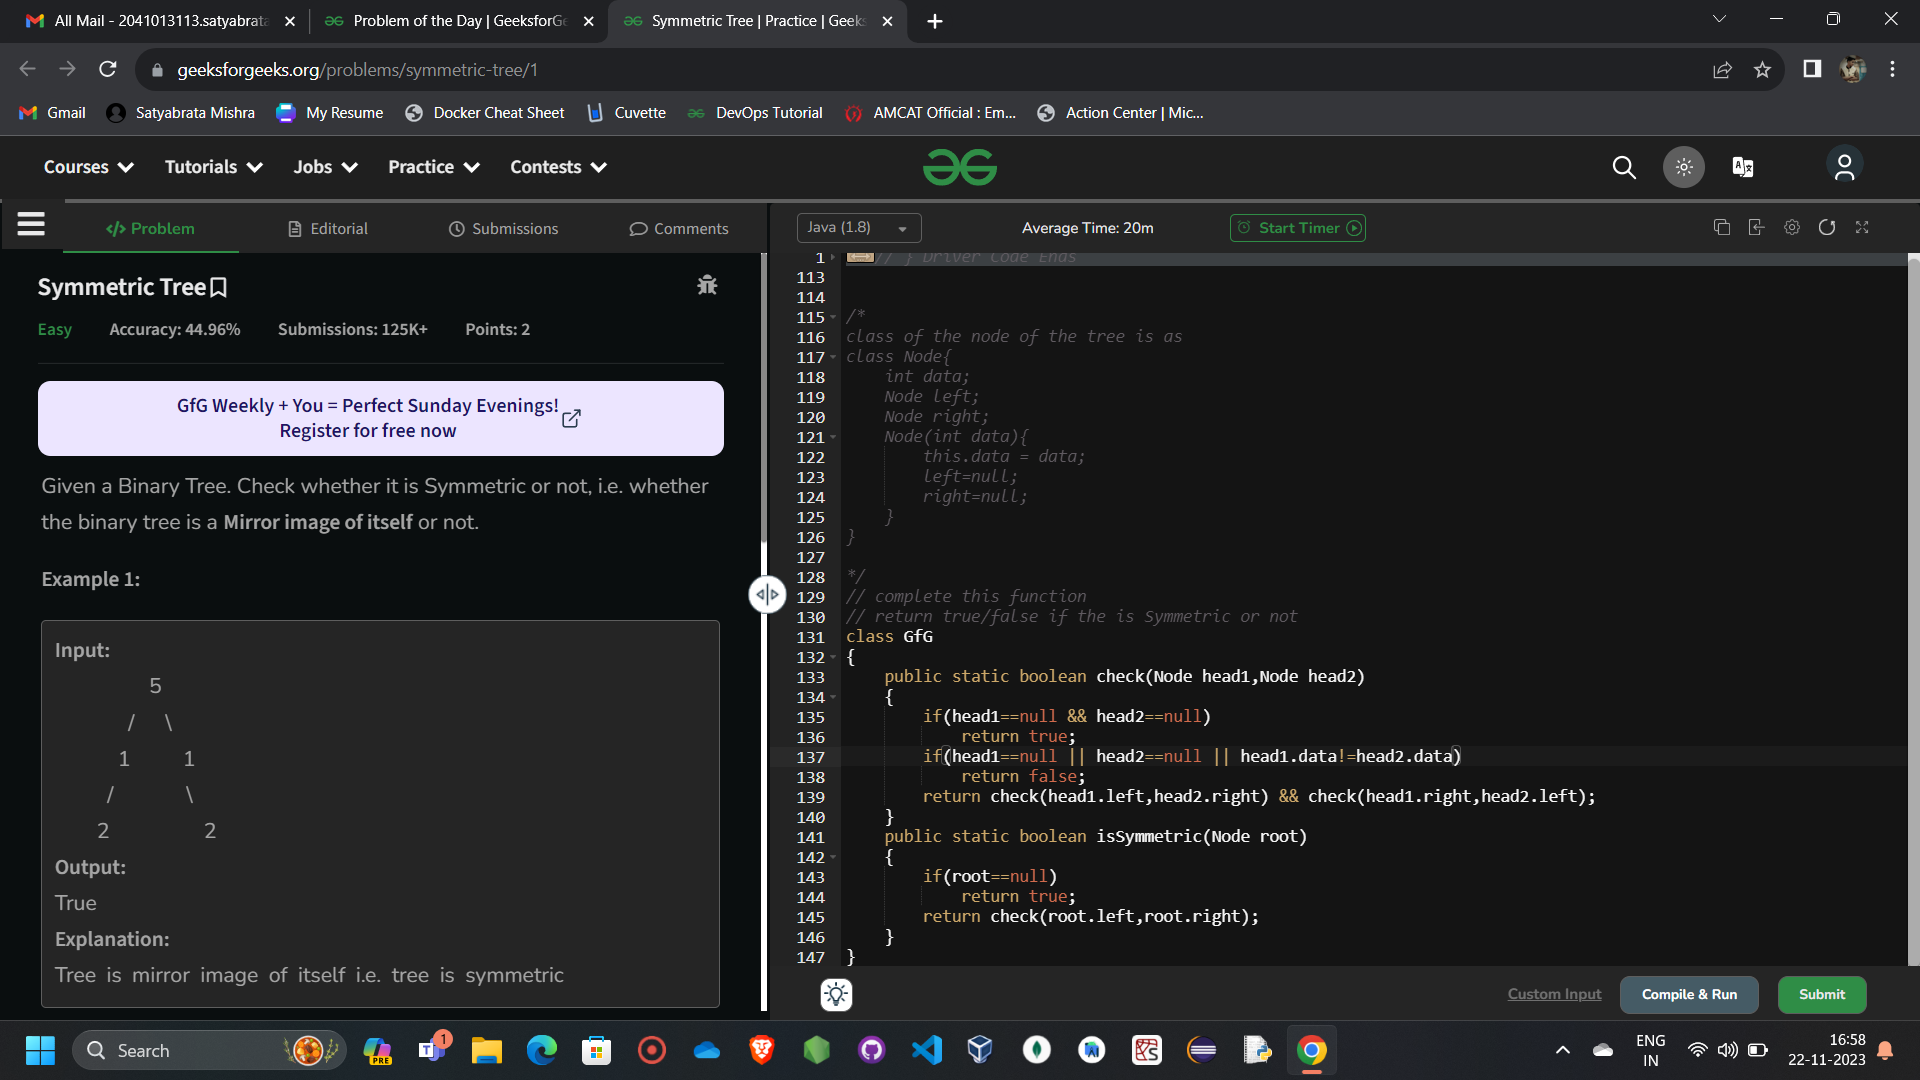 All Mail - 2041013113.satyabrata
Problem of the Day | GeeksforGe
Symmetric Tree | Practice | Geek
geeksforgeeks.org/problems/symmetric-tree/1
Gmail
Satyabrata Mishra
My Resume
Docker Cheat Sheet
Cuvette
DevOps Tutorial
AMCAT Official : Em...
Action Center | Mic...
Courses
Tutorials
Jobs
Practice
Contests
</> Problem
Editorial
Submissions
Comments
Java (1.8)
Average Time: 20m
Start Timer
Symmetric Tree
Easy
Accuracy: 44.96%
Submissions: 125K+
Points: 2
GfG Weekly + You = Perfect Sunday Evenings!
Register for free now
Given a Binary Tree. Check whether it is Symmetric or not, i.e. whether
the binary tree is a Mirror image of itself or not.
Example 1:
Input:
5
/ \
1 1
/ \
2 2
Output:
True
Explanation:
Tree is mirror image of itself i.e. tree is symmetric
1 // } Driver Code Ends
113
114
115 /*
116 class of the node of the tree is as
117 class Node{
118 int data;
119 Node left;
120 Node right;
121 Node(int data){
122 this.data = data;
123 left=null;
124 right=null;
125 }
126 }
127
128 */
129 // complete this function
130 // return true/false if the is Symmetric or not
131 class GfG
132 {
133 public static boolean check(Node head1,Node head2)
134 {
135 if(head1==null && head2==null)
136 return true;
137 if(head1==null || head2==null || head1.data!=head2.data)
138 return false;
139 return check(head1.left,head2.right) && check(head1.right,head2.left);
140 }
141 public static boolean isSymmetric(Node root)
142 {
143 if(root==null)
144 return true;
145 return check(root.left,root.right);
146 }
147 }
Custom Input
Compile & Run
Submit
Search
PRE
1
ENG
IN
16:58
22-11-2023